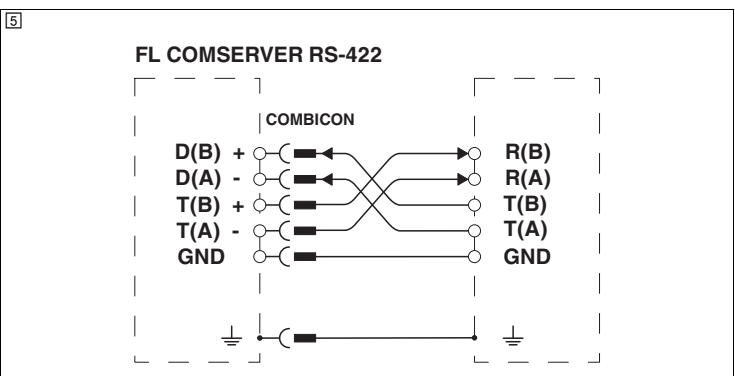 5
FL COMSERVER RS-422
COMBICON
D(B) + R(B)
D(A) - R(A)
T(B) + T(B)
T(A) - T(A)
GND GND